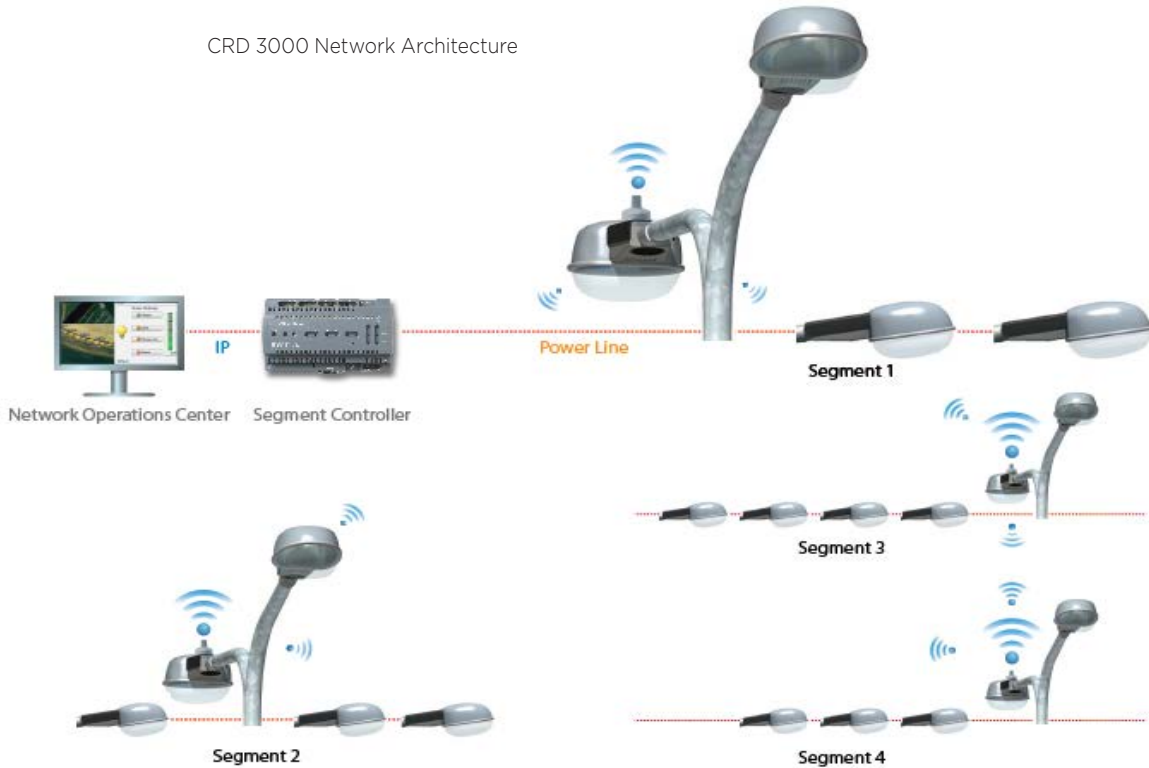 CRD 3000 Network Architecture
IP
Power Line
Segment 1
Network Operations Center
Segment Controller
Segment 3
Segment 2
Segment 4